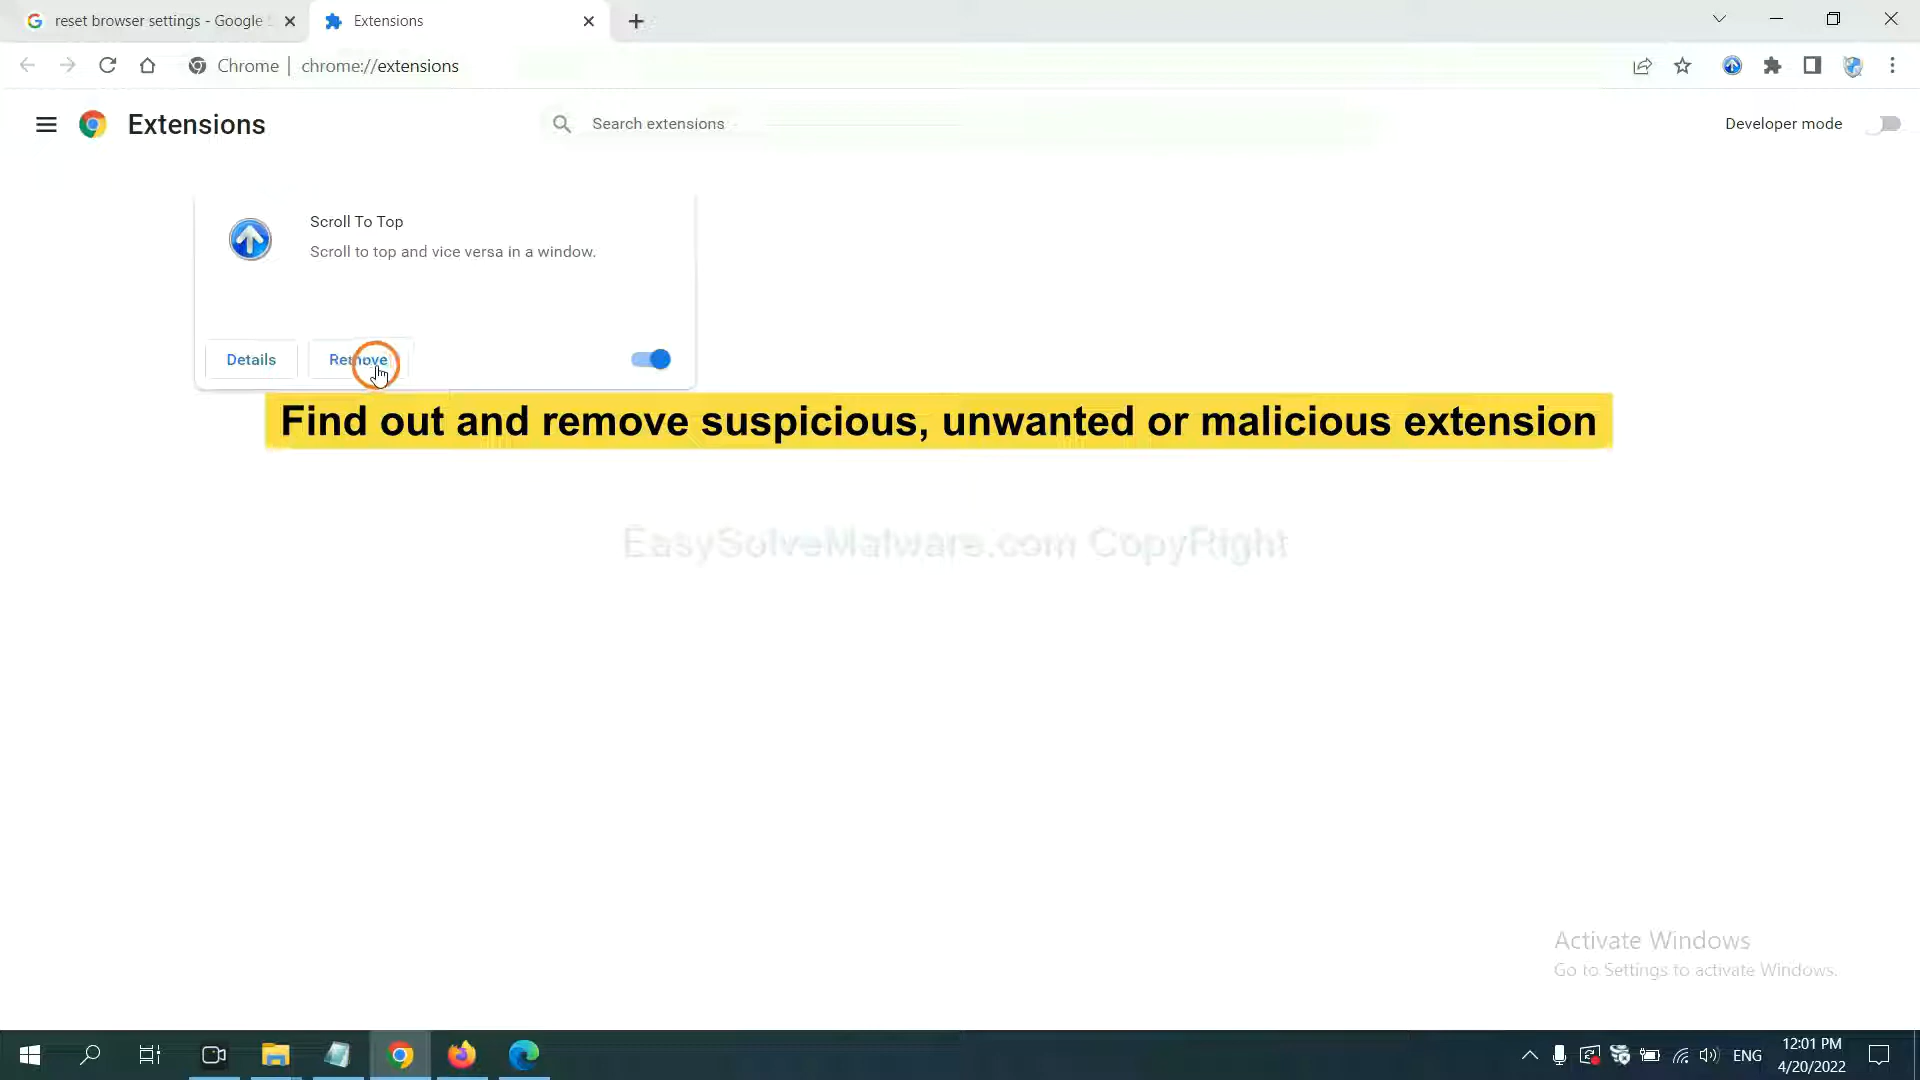 reset browser settings - Google
Extensions
Chrome | chrome://extensions
Extensions
Search extensions
Developer mode
Scroll To Top
Scroll to top and vice versa in a window.
Details
Remove
Find out and remove suspicious, unwanted or malicious extension
EasySolveMalware.com CopyRight
Activate Windows
Go to Settings to activate Windows.
ENG
12:01 PM
4/20/2022